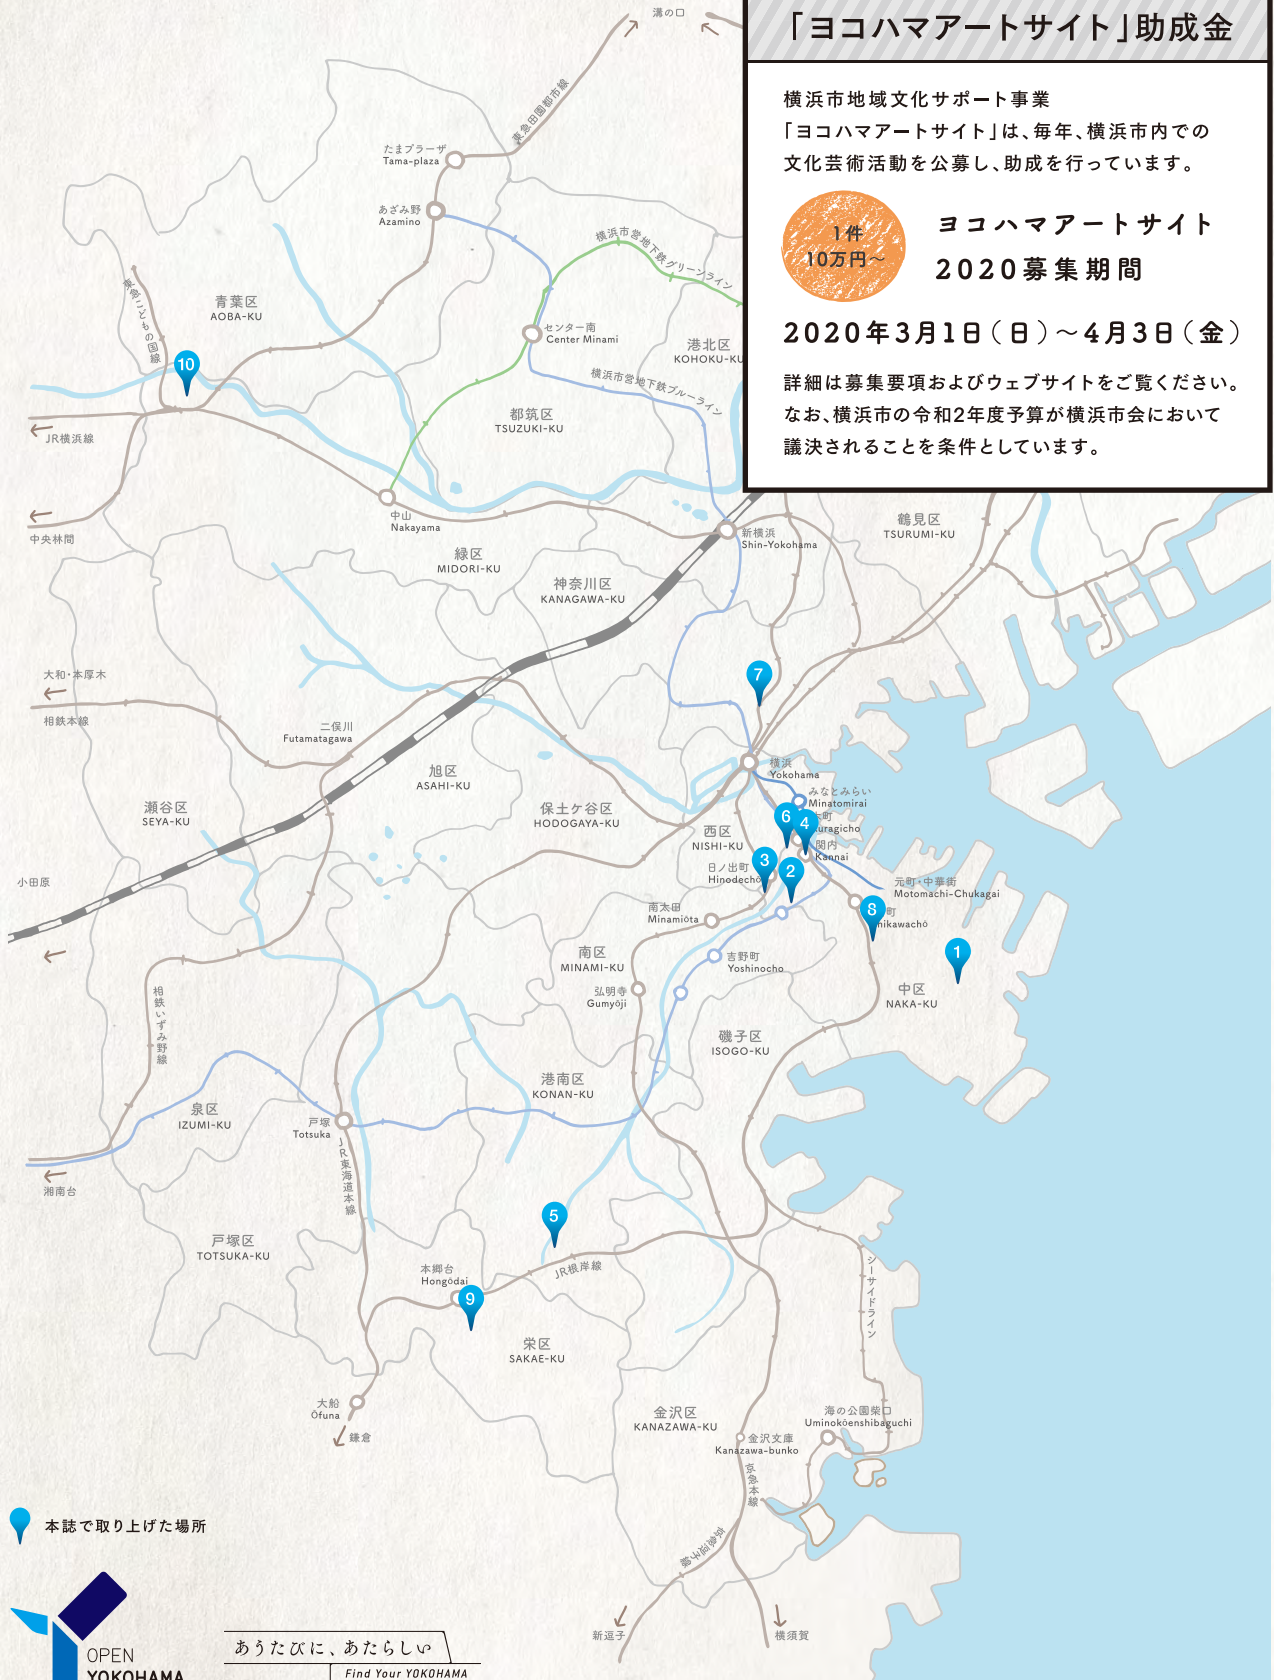 「ヨコハマアートサイト」助成金
横浜市地域文化サポート事業
「ヨコハマアートサイト」は、毎年、横浜市内での
文化芸術活動を公募し、助成を行っています。
1件
10万円〜
ヨコハマアートサイト
2020募集期間
2020年3月1日（日）〜4月3日（金）
詳細は募集要項およびウェブサイトをご覧ください。
なお、横浜市の令和2年度予算が横浜市会において
議決されることを条件としています。
溝の口
東急田園都市線
たまプラーザ
Tama-plaza
あざみ野
Azamino
横浜市営地下鉄グリーンライン
東急こどもの国線
青葉区
AOBA-KU
センター南
Center Minami
港北区
KOHOKU-KU
10
横浜市営地下鉄ブルーライン
都筑区
TSUZUKI-KU
JR横浜線
中山
Nakayama
中央林間
新横浜
Shin-Yokohama
鶴見区
TSURUMI-KU
緑区
MIDORI-KU
神奈川区
KANAGAWA-KU
大和・本厚木
相鉄本線
7
二俣川
Futamatagawa
旭区
ASAHI-KU
横浜
Yokohama
みなとみらい
Minatomirai
瀬谷区
SEYA-KU
保土ケ谷区
HODOGAYA-KU
西区
NISHI-KU
6
4
木町
uragicho
関内
Kannai
日ノ出町
Hinodechō
3
2
小田原
元町・中華街
Motomachi-Chukagai
南太田
Minamiōta
8
町
hikawachō
南区
MINAMI-KU
吉野町
Yoshinocho
1
弘明寺
Gumyōji
中区
NAKA-KU
相鉄いずみ野線
磯子区
ISOGO-KU
港南区
KONAN-KU
泉区
IZUMI-KU
戸塚
Totsuka
JR東海道本線
湘南台
5
戸塚区
TOTSUKA-KU
本郷台
Hongōdai
JR根岸線
シーサイドライン
9
栄区
SAKAE-KU
大船
Ōfuna
鎌倉
金沢区
KANAZAWA-KU
海の公園柴口
Uminokōenshibaguchi
金沢文庫
Kanazawa-bunko
京急本線
京急逗子線
新逗子
横須賀
本誌で取り上げた場所
OPEN
YOKOHAMA
あうたびに、あたらしい
Find Your YOKOHAMA